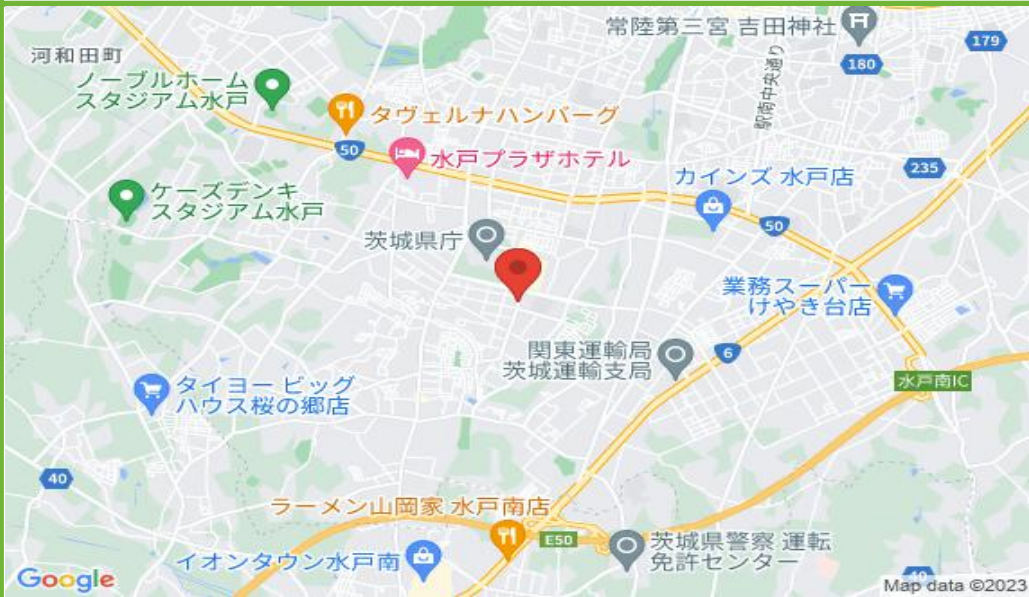 常陸第三宮 吉田神社
179
河和田町
180
駅南中央通り
ノーブルホーム
スタジアム水戸
タヴェルナハンバーグ
50
水戸プラザホテル
235
カインズ 水戸店
ケーズデンキ
スタジアム水戸
50
茨城県庁
業務スーパー
けやき台店
関東運輸局
茨城運輸支局
6
水戸南IC
タイヨー ビッグ
ハウス桜の郷店
40
ラーメン山岡家 水戸南店
E50
茨城県警察 運転
免許センター
イオンタウン水戸南
Google
Map data ©2023